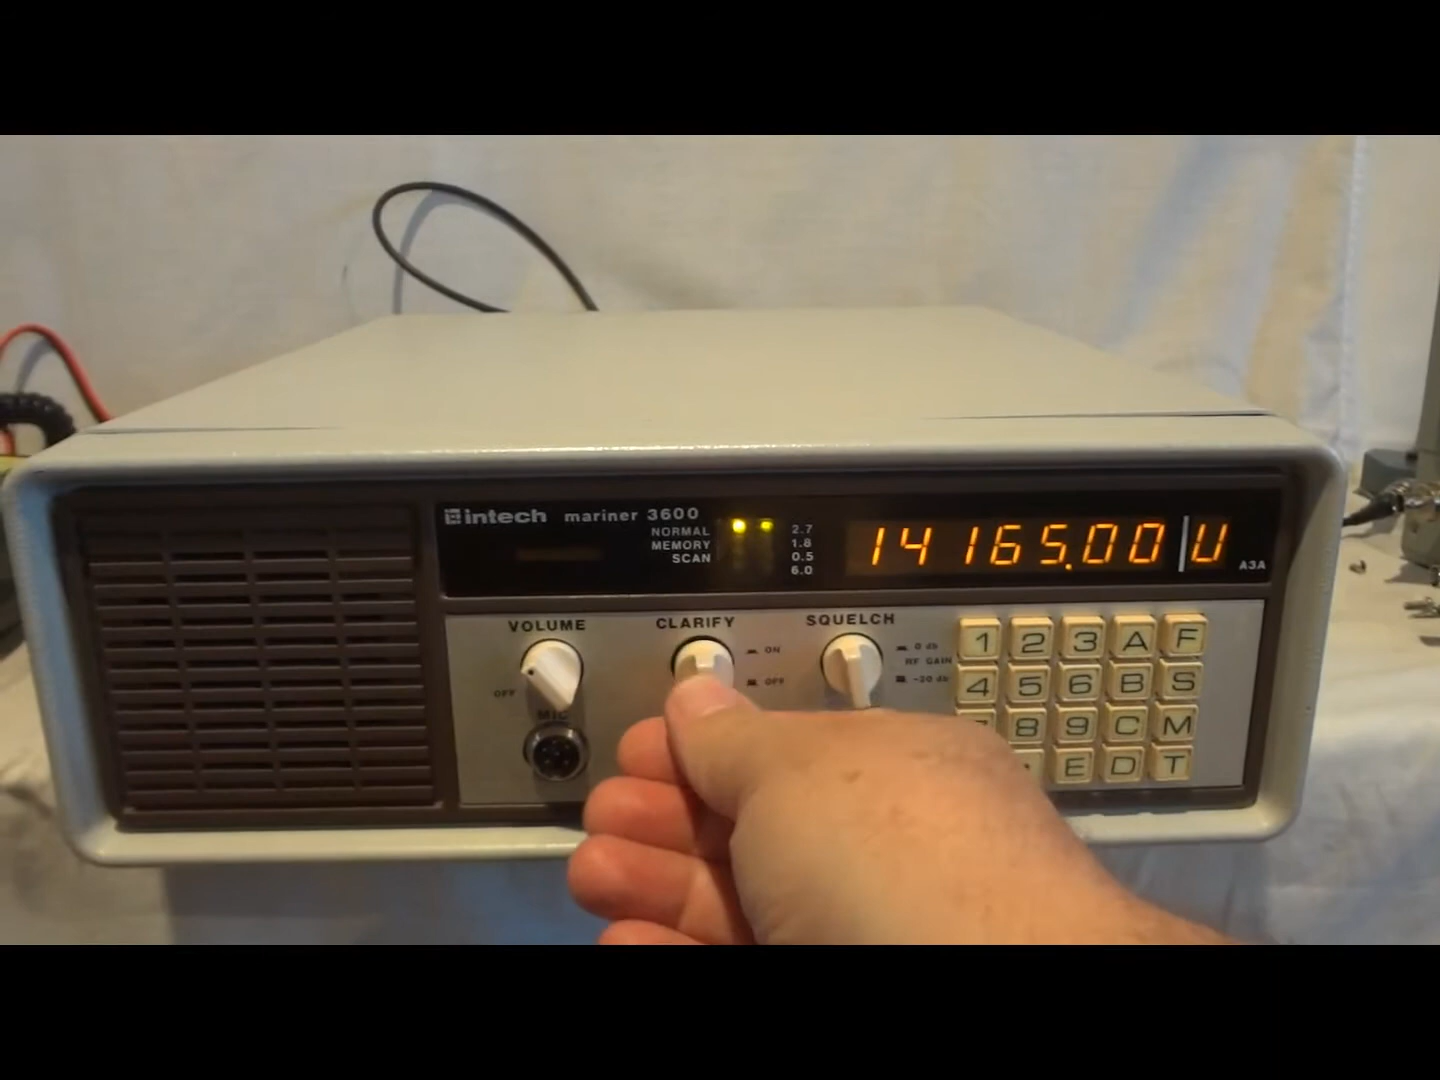 intech mariner 3600
NORMAL 2.7
MEMORY 1.8
SCAN 0.5
6.0
14165.00 U
A3A
VOLUME
CLARIFY
SQUELCH
OFF
ON
OFF
0 db
RF GAIN
-20 db
MIC
1 2 3 A F
4 5 6 B S
8 9 C M
. E D T